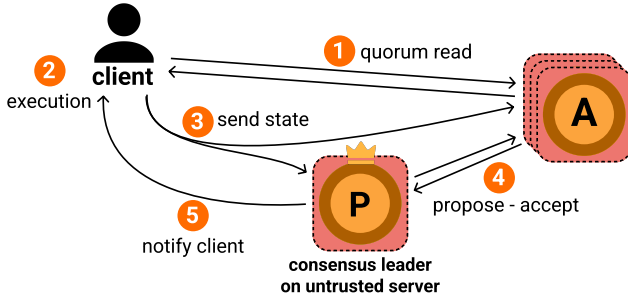 1 quorum read
2
client
execution
3 send state
A
P
4
propose - accept
5
notify client
consensus leader
on untrusted server